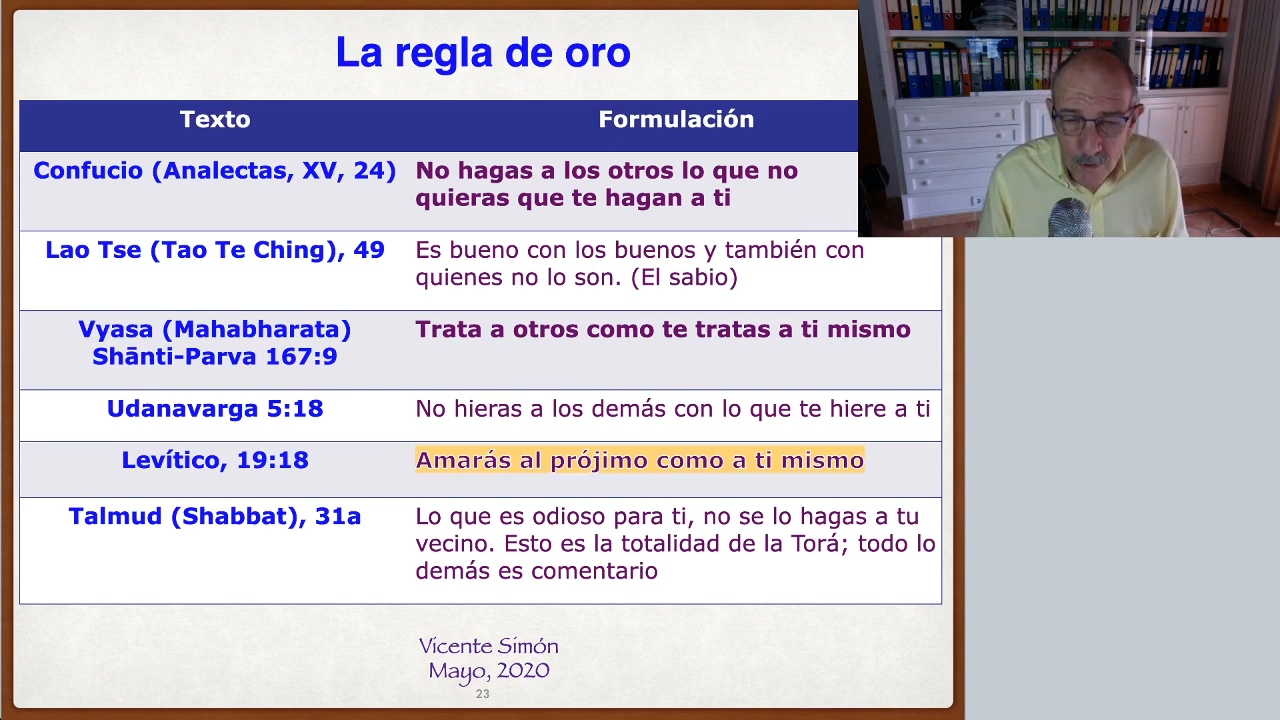 La regla de oro
Texto
Formulación
Confucio (Analectas, XV, 24)
No hagas a los otros lo que no
quieras que te hagan a ti
Lao Tse (Tao Te Ching), 49
Es bueno con los buenos y también con
quienes no lo son. (El sabio)
Vyasa (Mahabharata)
Shānti-Parva 167:9
Trata a otros como te tratas a ti mismo
Udanavarga 5:18
No hieras a los demás con lo que te hiere a ti
Levítico, 19:18
Amarás al prójimo como a ti mismo
Talmud (Shabbat), 31a
Lo que es odioso para ti, no se lo hagas a tu
vecino. Esto es la totalidad de la Torá; todo lo
demás es comentario
Vicente Simón
Mayo, 2020
23